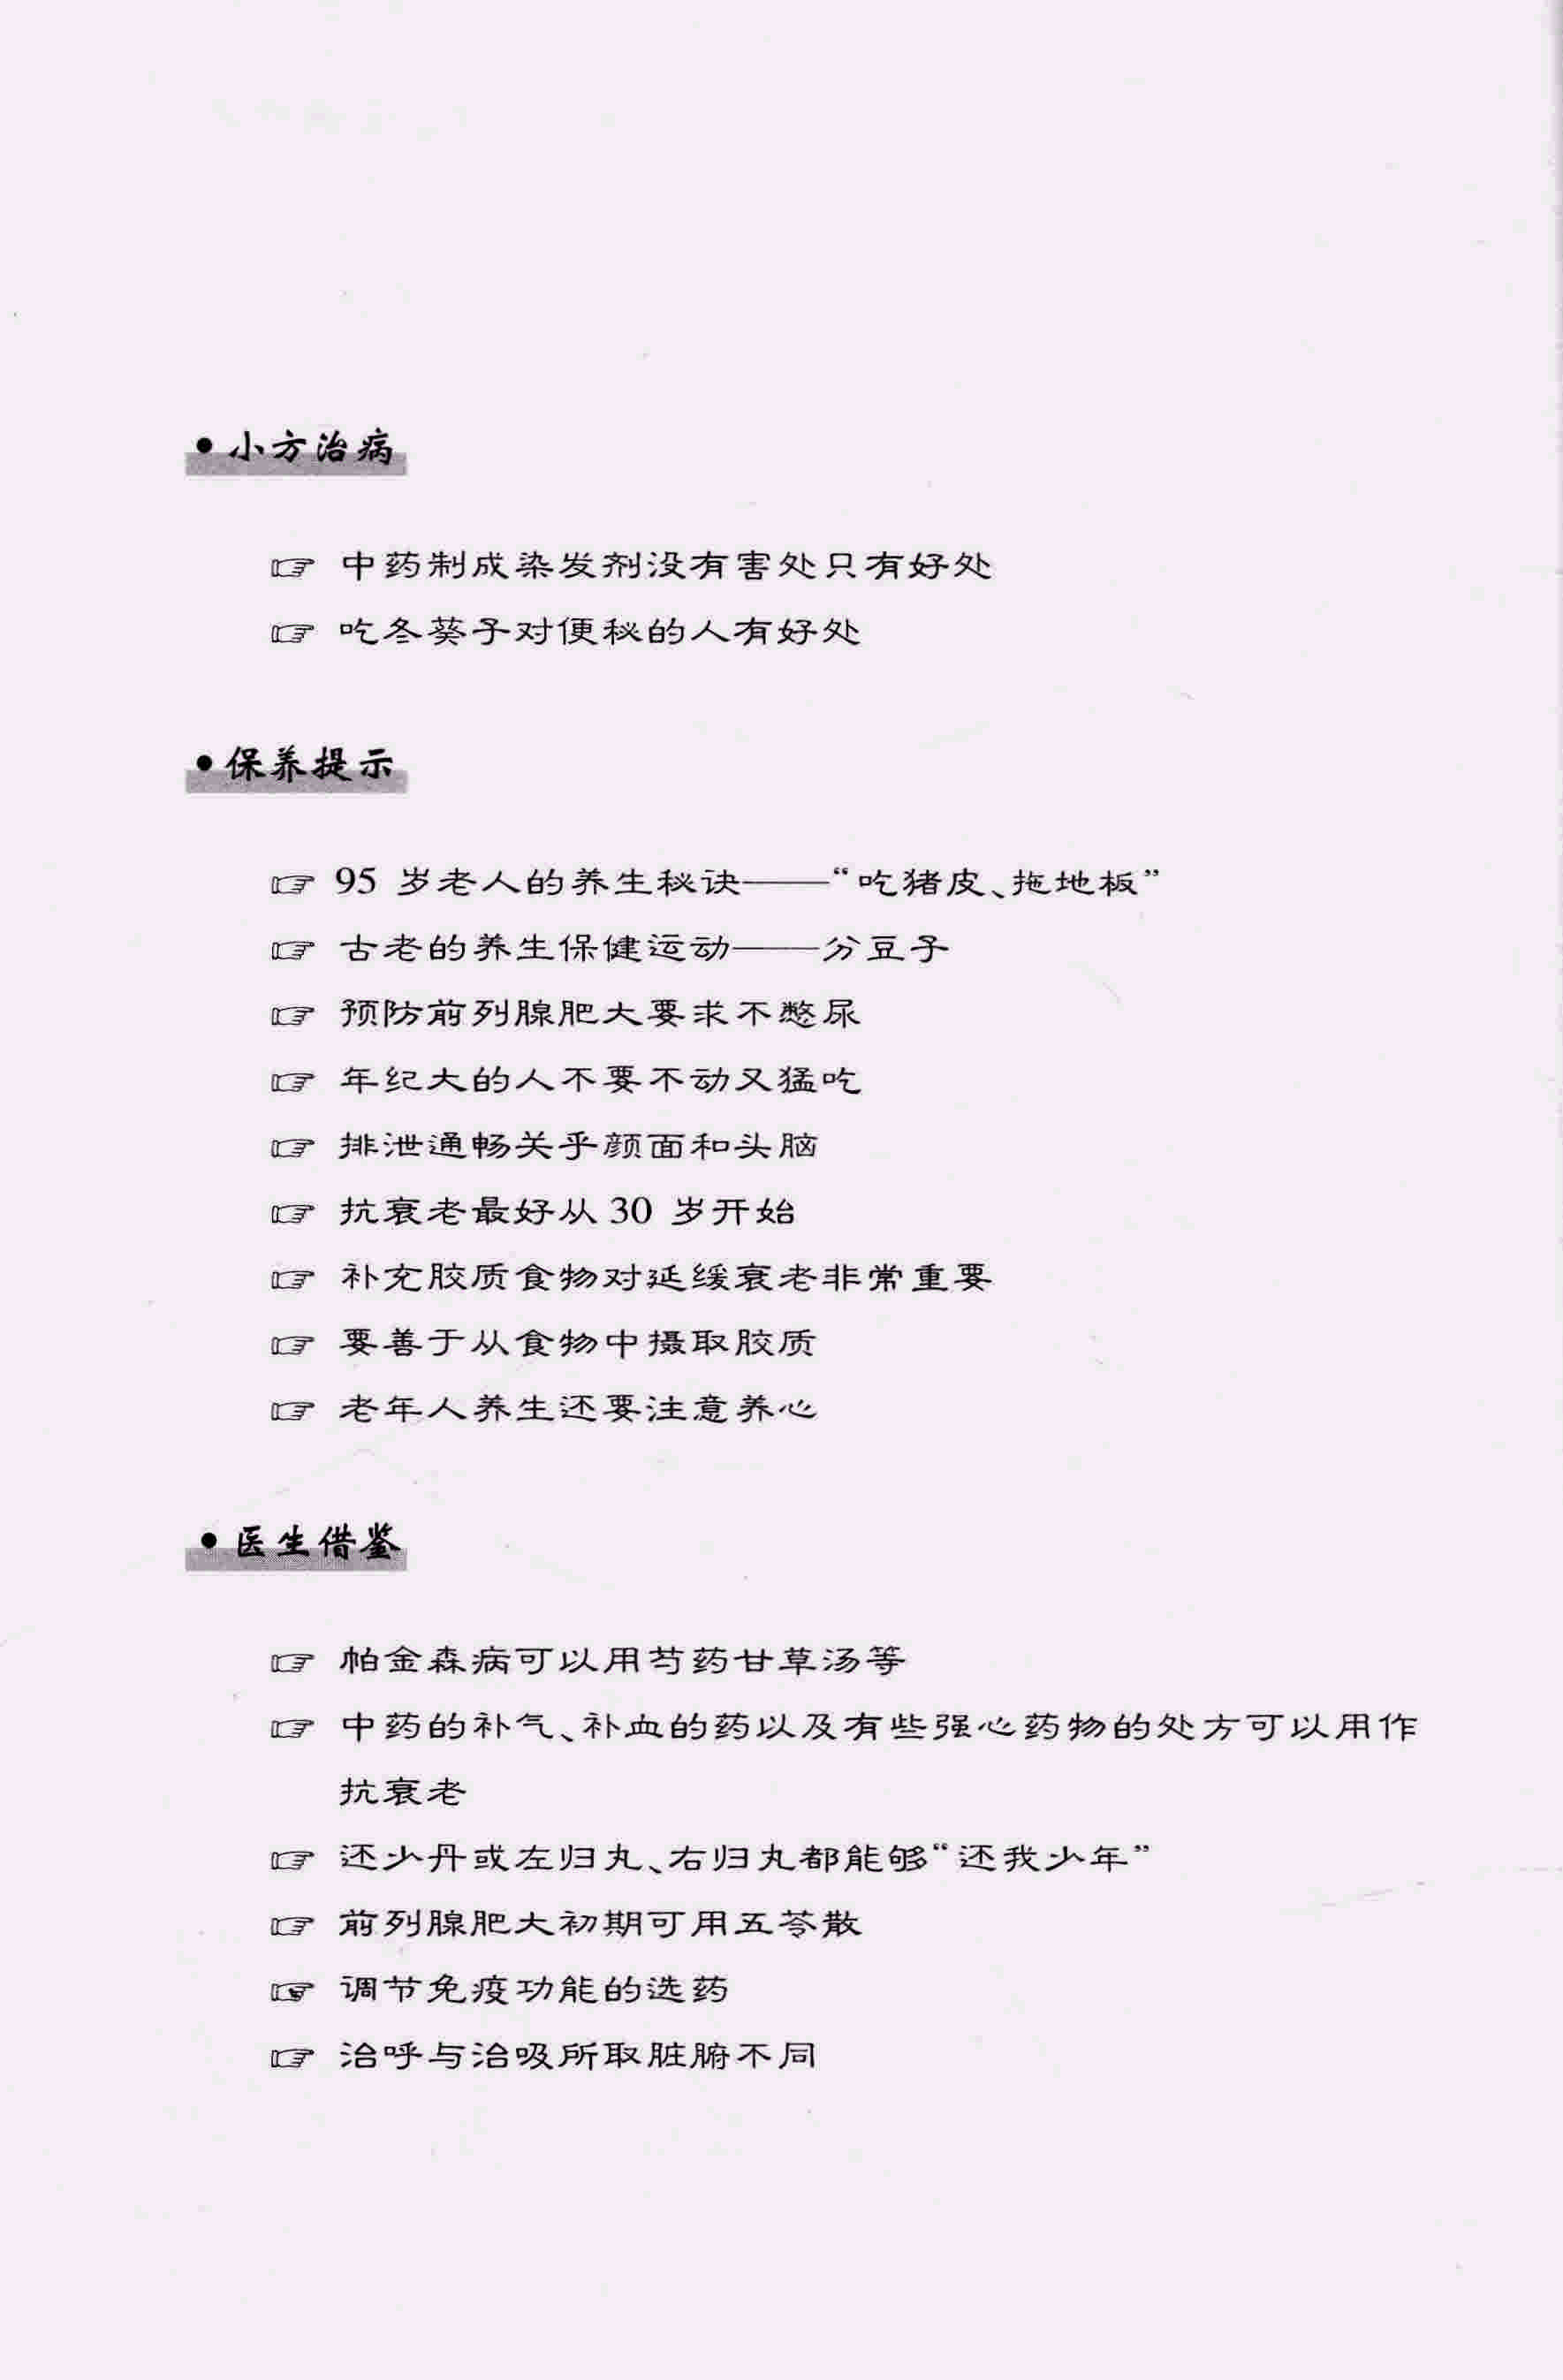 ● 小方治病
☞ 中药制成染发剂没有害处只有好处
☞ 吃冬葵子对便秘的人有好处
● 保养提示
☞ 95 岁老人的养生秘诀——“吃猪皮、拖地板”
☞ 古老的养生保健运动——分豆子
☞ 预防前列腺肥大要求不憋尿
☞ 年纪大的人不要不动又猛吃
☞ 排泄通畅关乎颜面和头脑
☞ 抗衰老最好从 30 岁开始
☞ 补充胶质食物对延缓衰老非常重要
☞ 要善于从食物中摄取胶质
☞ 老年人养生还要注意养心
● 医生借鉴
☞ 帕金森病可以用芍药甘草汤等
☞ 中药的补气、补血的药以及有些强心药物的处方可以用作
抗衰老
☞ 还少丹或左归丸、右归丸都能够“还我少年”
☞ 前列腺肥大初期可用五苓散
☞ 调节免疫功能的选药
☞ 治呼与治吸所取脏腑不同